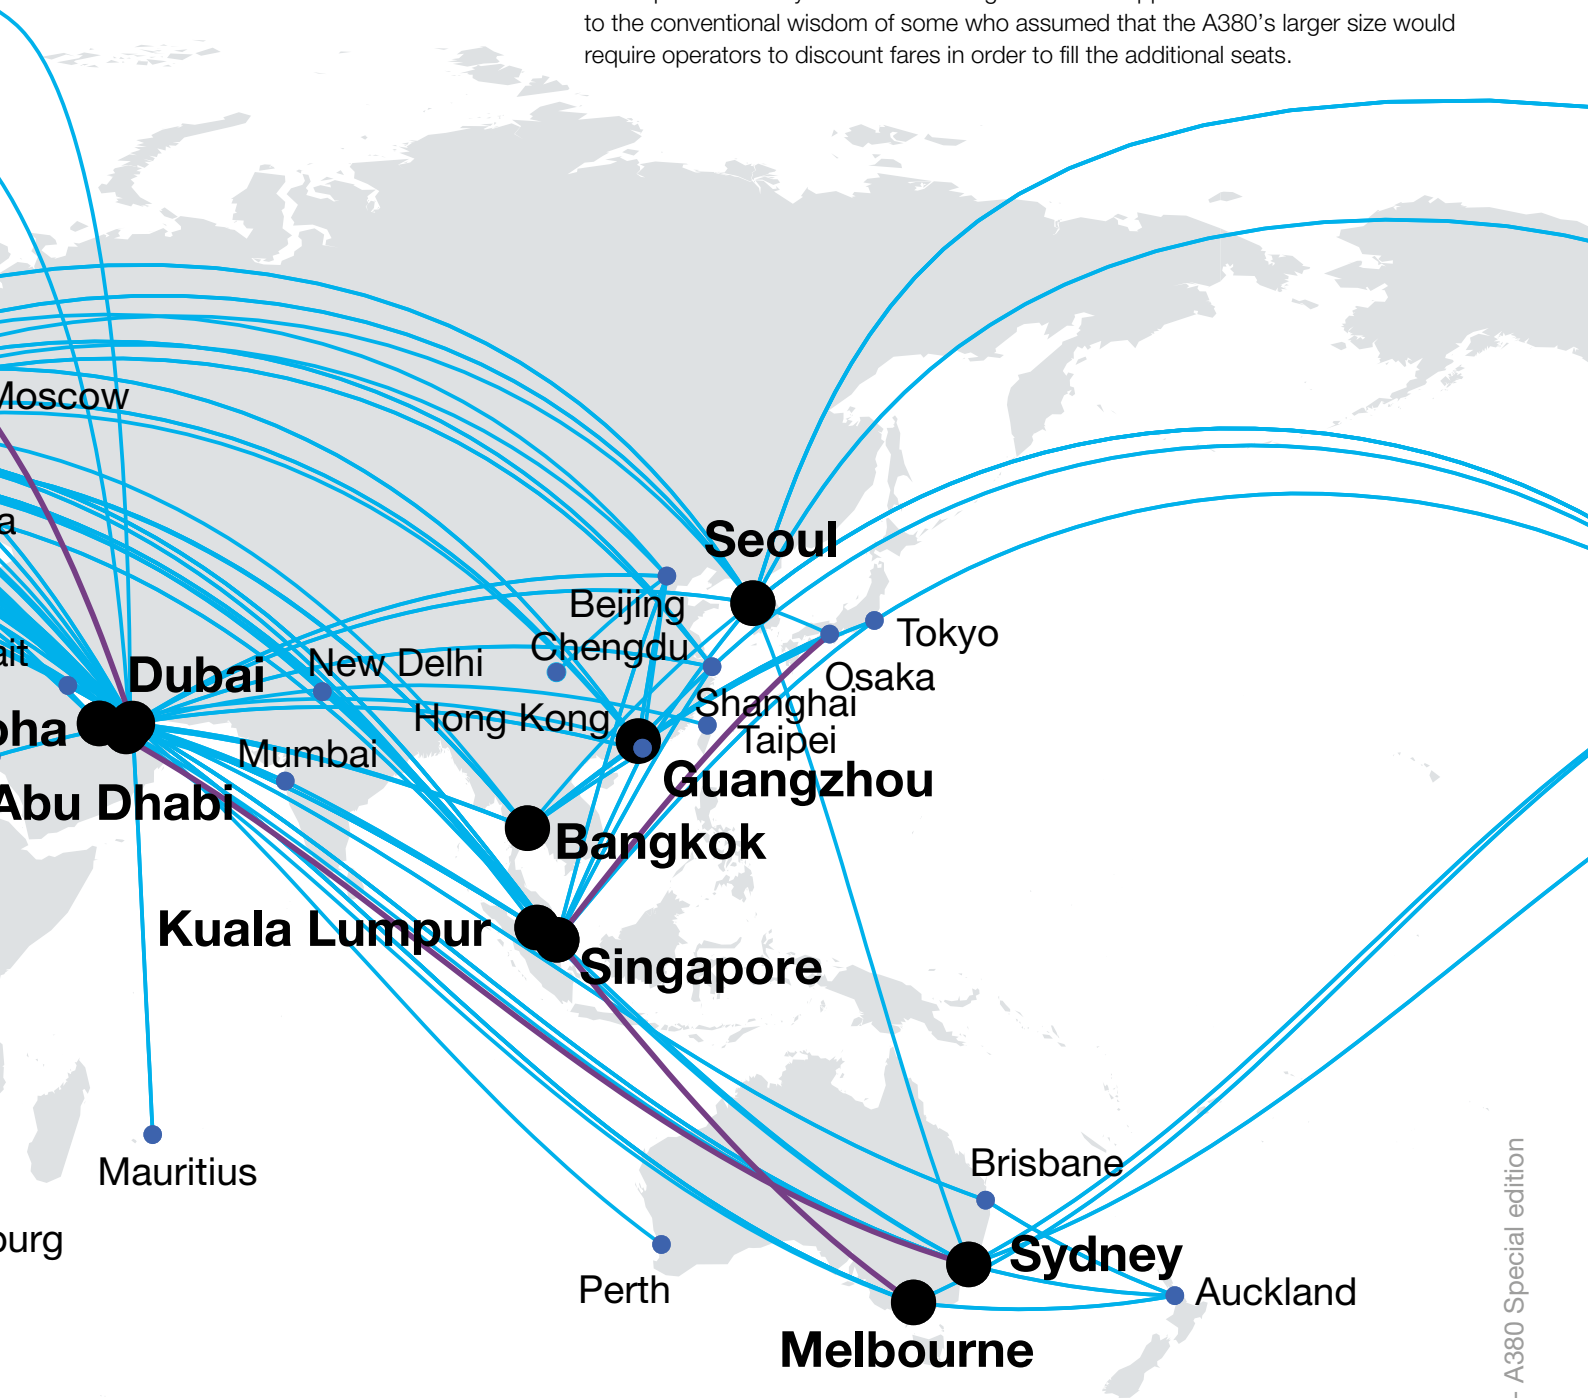 to the conventional wisdom of some who assumed that the A380's larger size would
require operators to discount fares in order to fill the additional seats.
Moscow
Seoul
Beijing
Chengdu
Tokyo
Osaka
Dubai
New Delhi
Shanghai
Hong Kong
Taipei
Mumbai
Guangzhou
Abu Dhabi
Bangkok
Kuala Lumpur
Singapore
Mauritius
Brisbane
Sydney
Perth
Auckland
Melbourne
- A380 Special edition